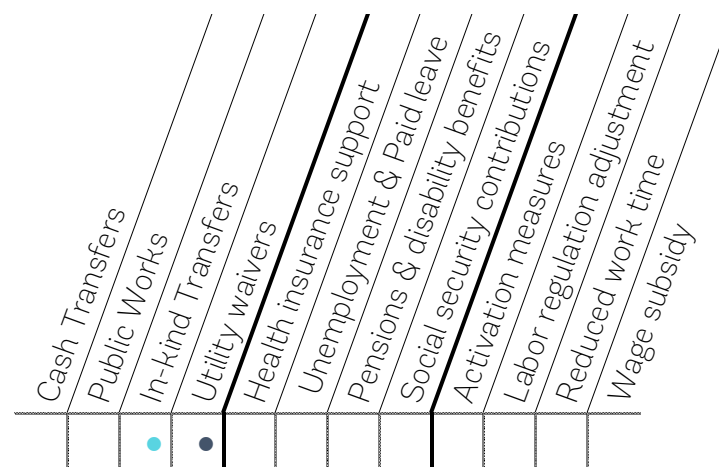 Cash Transfers
Public Works
In-kind Transfers
Utility waivers
Health insurance support
Unemployment & Paid leave
Pensions & disability benefits
Social security contributions
Activation measures
Labor regulation adjustment
Reduced work time
Wage subsidy